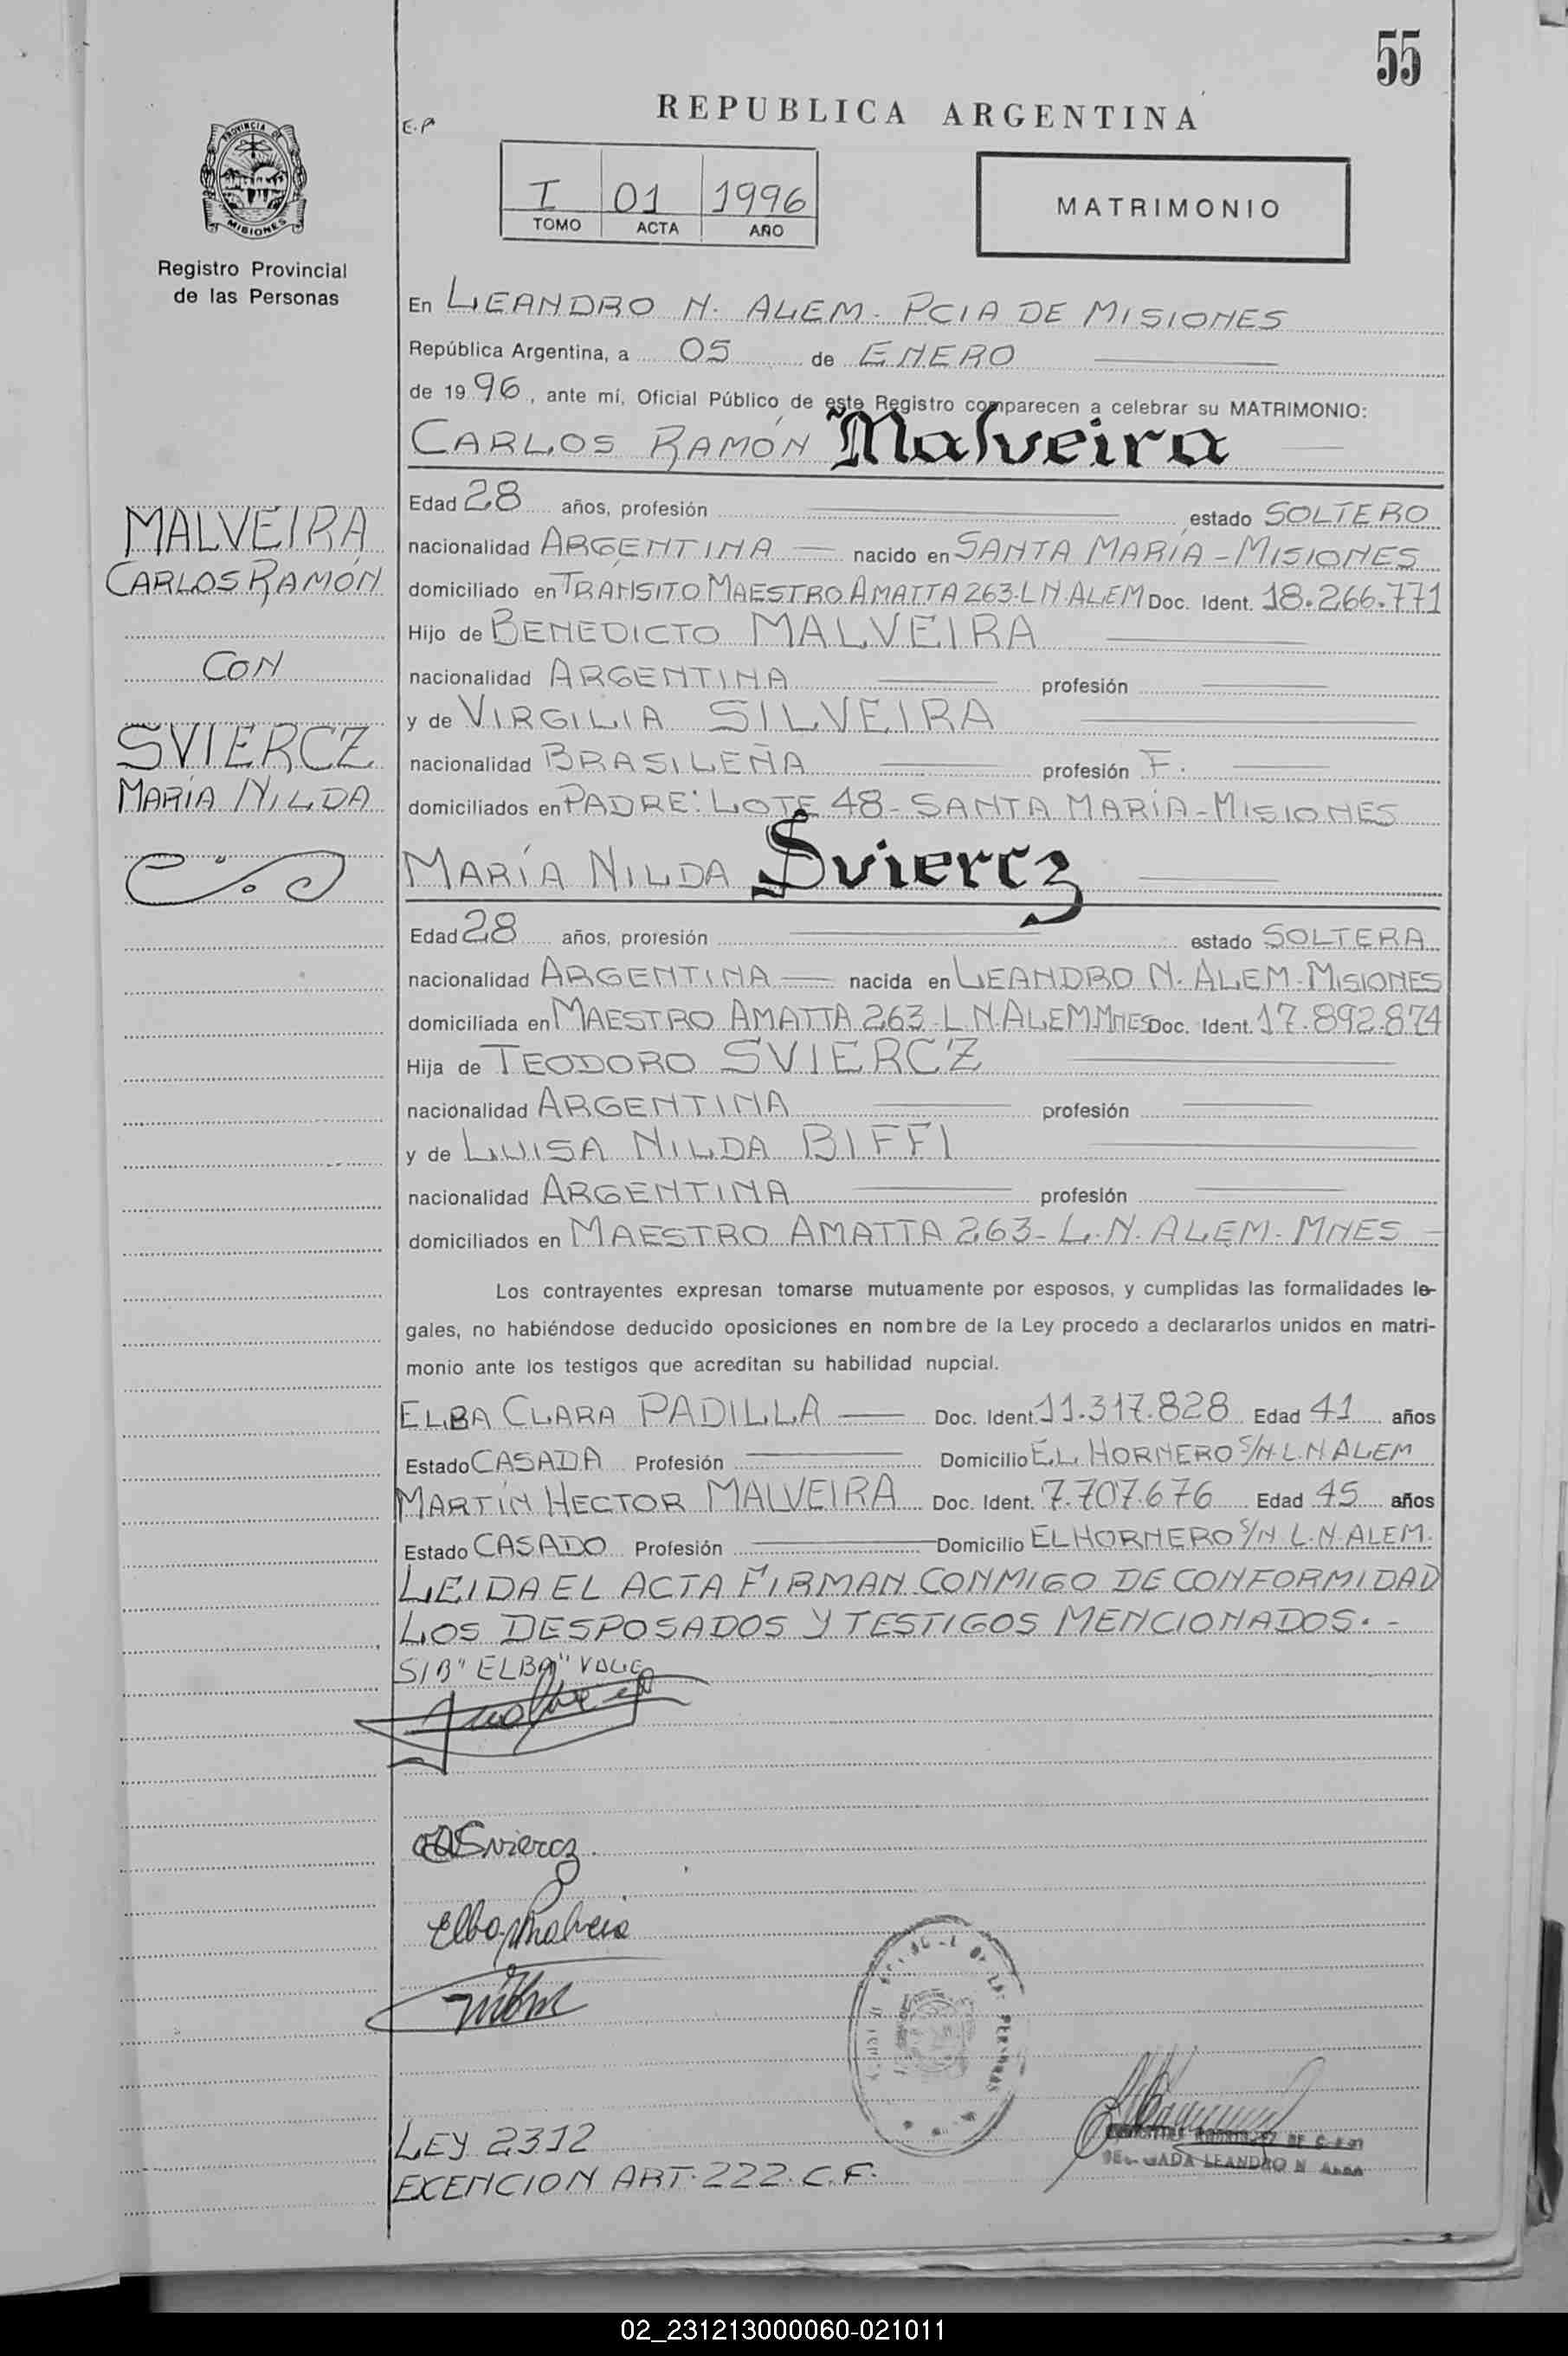 55
REPUBLICA ARGENTINA
E.P
I 01 1996
TOMO ACTA AÑO
MATRIMONIO
PROVINCIA DE
MISIONES
Registro Provincial
de las Personas
En LEANDRO N. ALEM - PCIA DE MISIONES
República Argentina, a 05 de ENERO
de 1996, ante mí, Oficial Público de este Registro comparecen a celebrar su MATRIMONIO:
CARLOS RAMÓN Malveira
Edad 28 años, profesión estado SOLTERO
nacionalidad ARGENTINA nacido en SANTA MARÍA - MISIONES
domiciliado en TRÁNSITO MAESTRO AMATTA 263-L N ALEM Doc. Ident. 18.266.771
Hijo de BENEDICTO MALVEIRA
nacionalidad ARGENTINA profesión
y de VIRGILIA SILVEIRA
nacionalidad BRASILEÑA profesión F.
domiciliados en PADRE: LOTE 48 - SANTA MARÍA - MISIONES
MARÍA NILDA Sviercz
Edad 28 años, profesión estado SOLTERA
nacionalidad ARGENTINA nacida en LEANDRO N. ALEM - MISIONES
domiciliada en MAESTRO AMATTA 263 - L.N.ALEM.MNES Doc. Ident. 17.892.874
Hija de TEODORO SVIERCZ
nacionalidad ARGENTINA profesión
y de LUISA NILDA BIFFI
nacionalidad ARGENTINA profesión
domiciliados en MAESTRO AMATTA 263 - L.N. ALEM - MNES
Los contrayentes expresan tomarse mutuamente por esposos, y cumplidas las formalidades le-
gales, no habiéndose deducido oposiciones en nombre de la Ley procedo a declararlos unidos en matri-
monio ante los testigos que acreditan su habilidad nupcial.
ELBA CLARA PADILLA Doc. Ident. 11.317.828 Edad 41 años
Estado CASADA Profesión Domicilio EL HORNERO S/N-L.N ALEM
MARTÍN HECTOR MALVEIRA Doc. Ident. 7.707.676 Edad 45 años
Estado CASADO Profesión Domicilio EL HORNERO S/N L.N.ALEM.
LEIDA EL ACTA FIRMAN CONMIGO DE CONFORMIDAD
LOS DESPOSADOS Y TESTIGOS MENCIONADOS. -
S/B "ELBA" VALE
Sviercz.
Elba
LEY 2312
EXENCION ART. 222. C.F.
LEANDRO N
MALVEIRA
CARLOS RAMÓN
CON
SVIERCZ
MARÍA NILDA
02_231213000060-021011